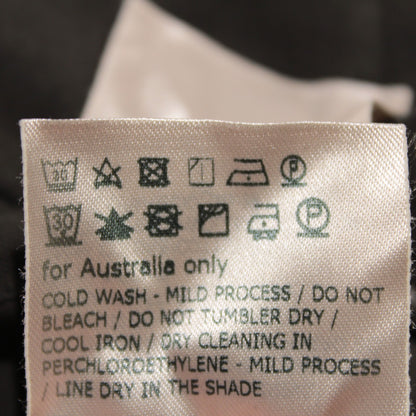 30 P
30 P
for Australia only
COLD WASH - MILD PROCESS / DO NOT
BLEACH / DO NOT TUMBLER DRY /
COOL IRON / DRY CLEANING IN
PERCHLOROETHYLENE - MILD PROCESS
/ LINE DRY IN THE SHADE